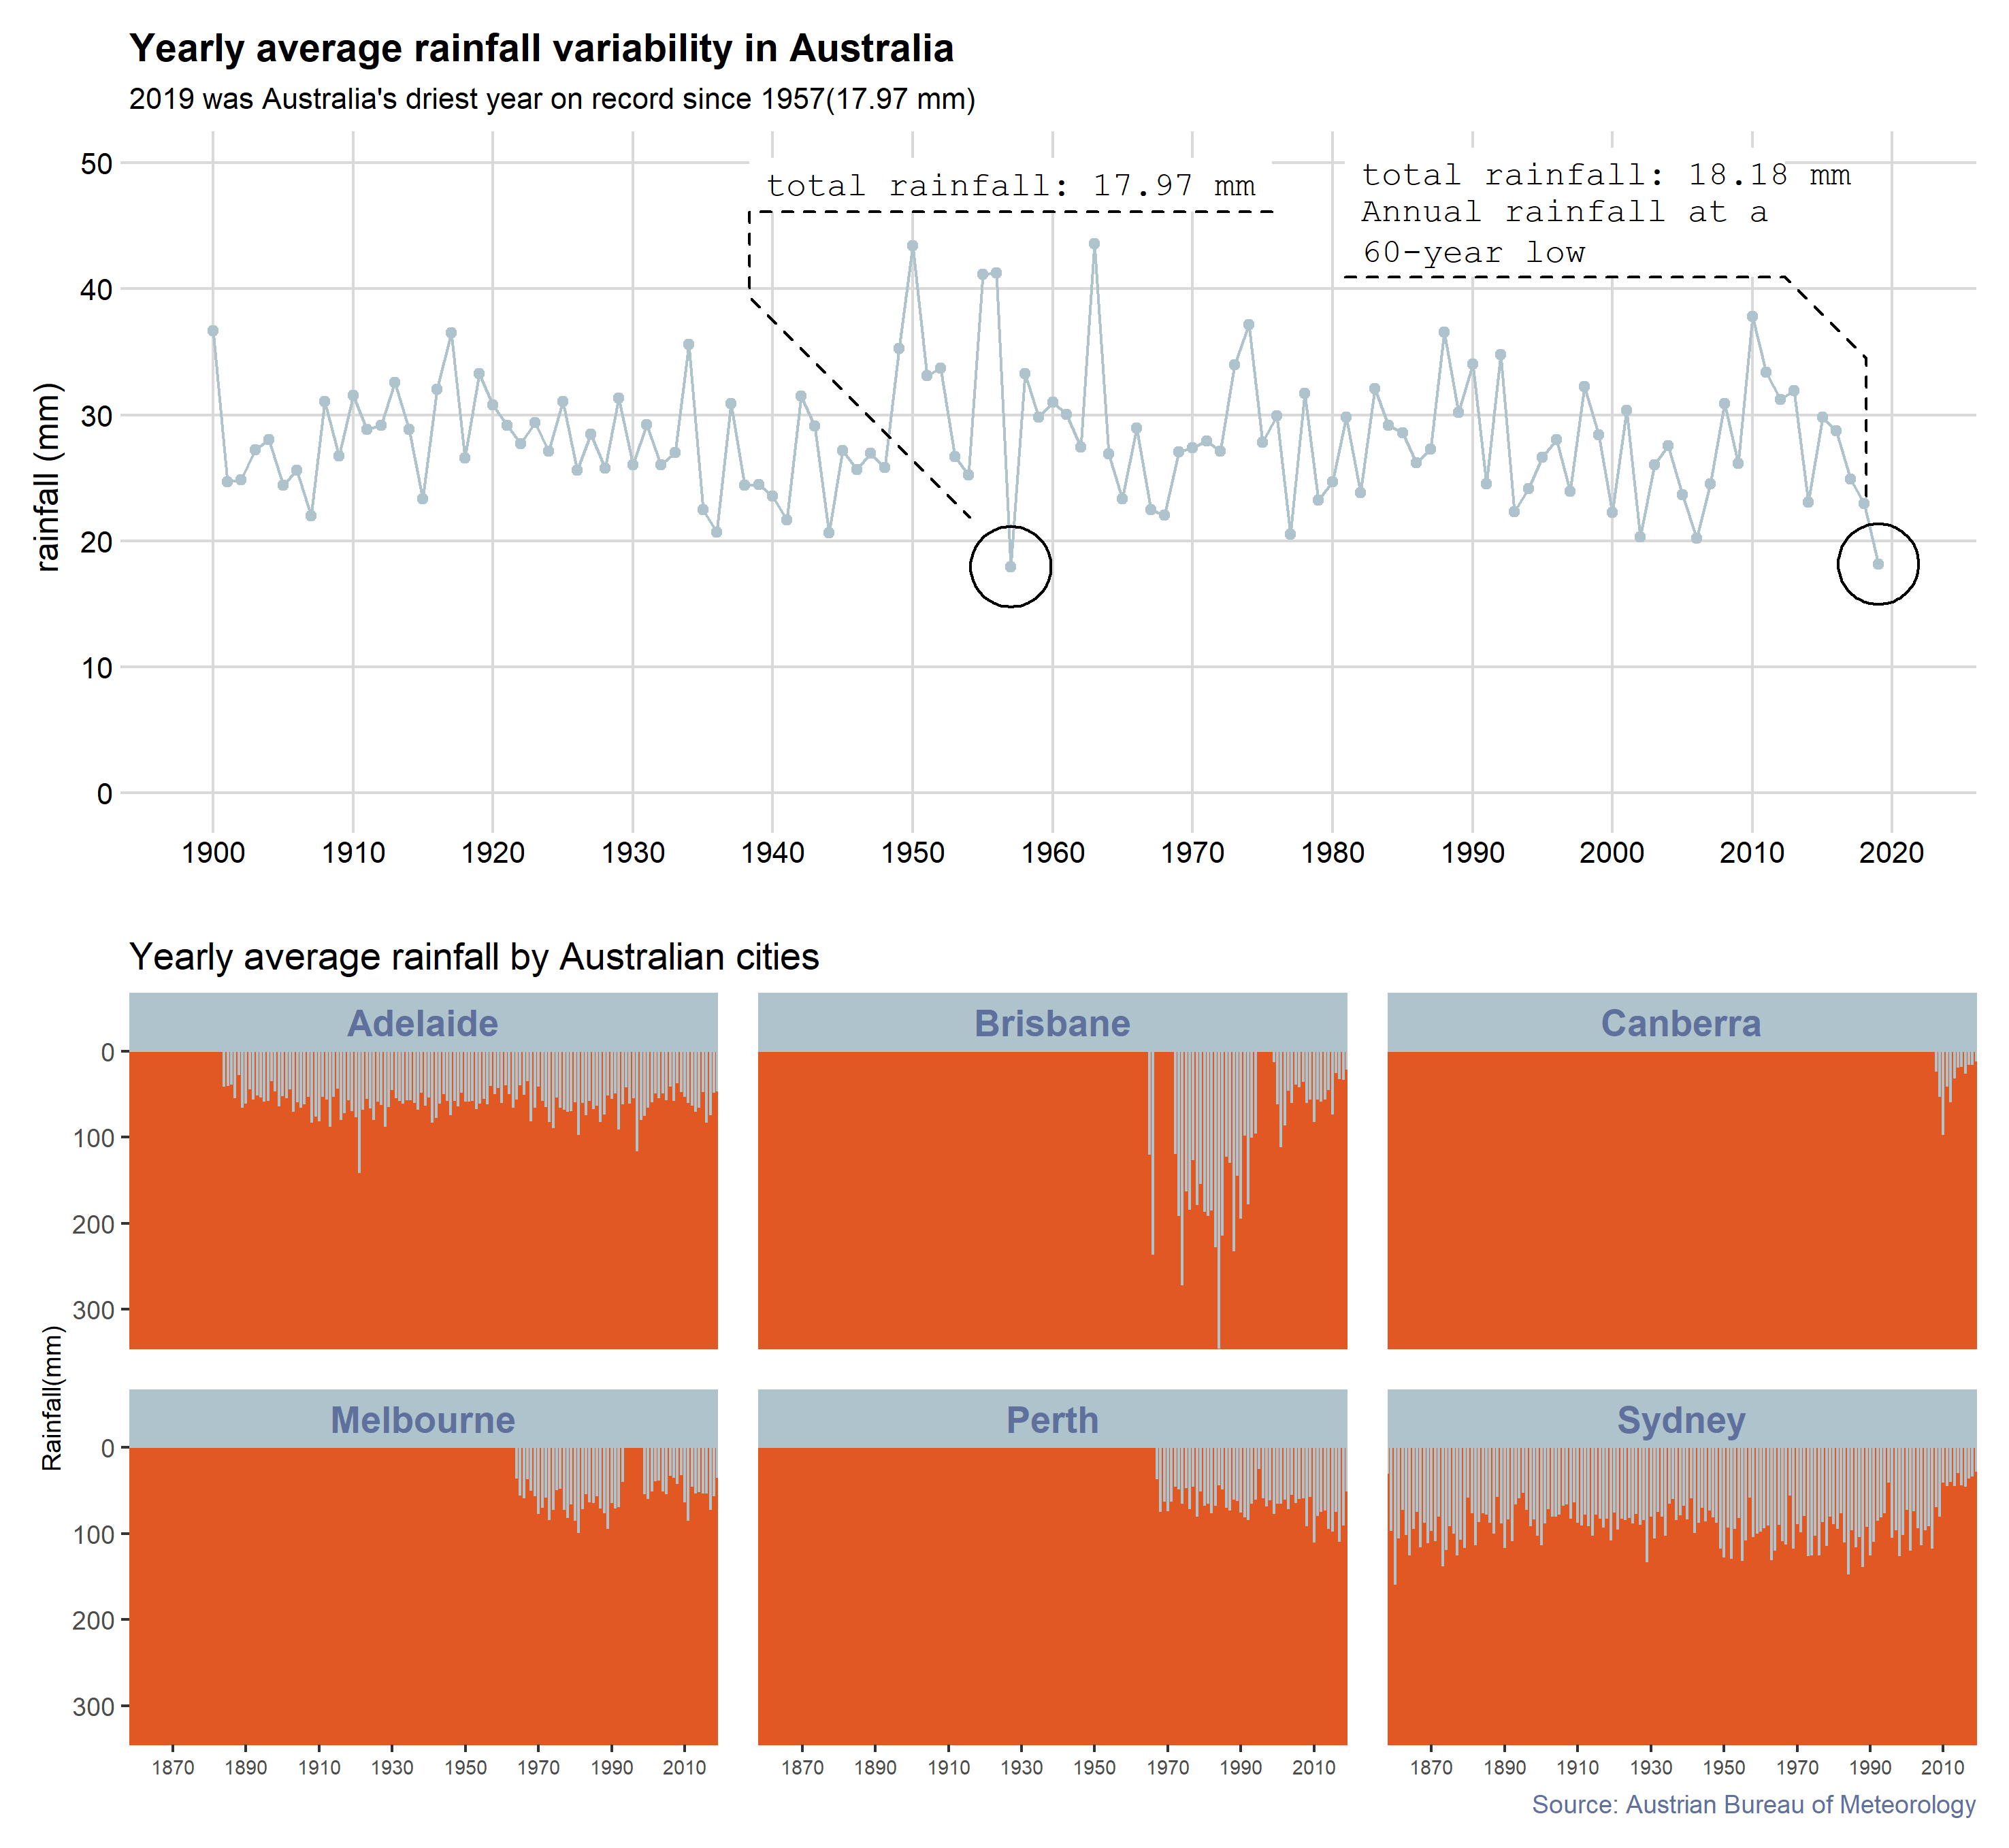 Yearly average rainfall variability in Australia
2019 was Australia's driest year on record since 1957(17.97 mm)
total rainfall: 17.97 mm
total rainfall: 18.18 mm
Annual rainfall at a
60-year low
rainfall (mm)
50
40
30
20
10
0
1900 1910 1920 1930 1940 1950 1960 1970 1980 1990 2000 2010 2020
Yearly average rainfall by Australian cities
Adelaide Brisbane Canberra
0
100
200
300
Rainfall(mm)
Melbourne Perth Sydney
0
100
200
300
1870 1890 1910 1930 1950 1970 1990 2010 1870 1890 1910 1930 1950 1970 1990 2010 1870 1890 1910 1930 1950 1970 1990 2010
Source: Austrian Bureau of Meteorology